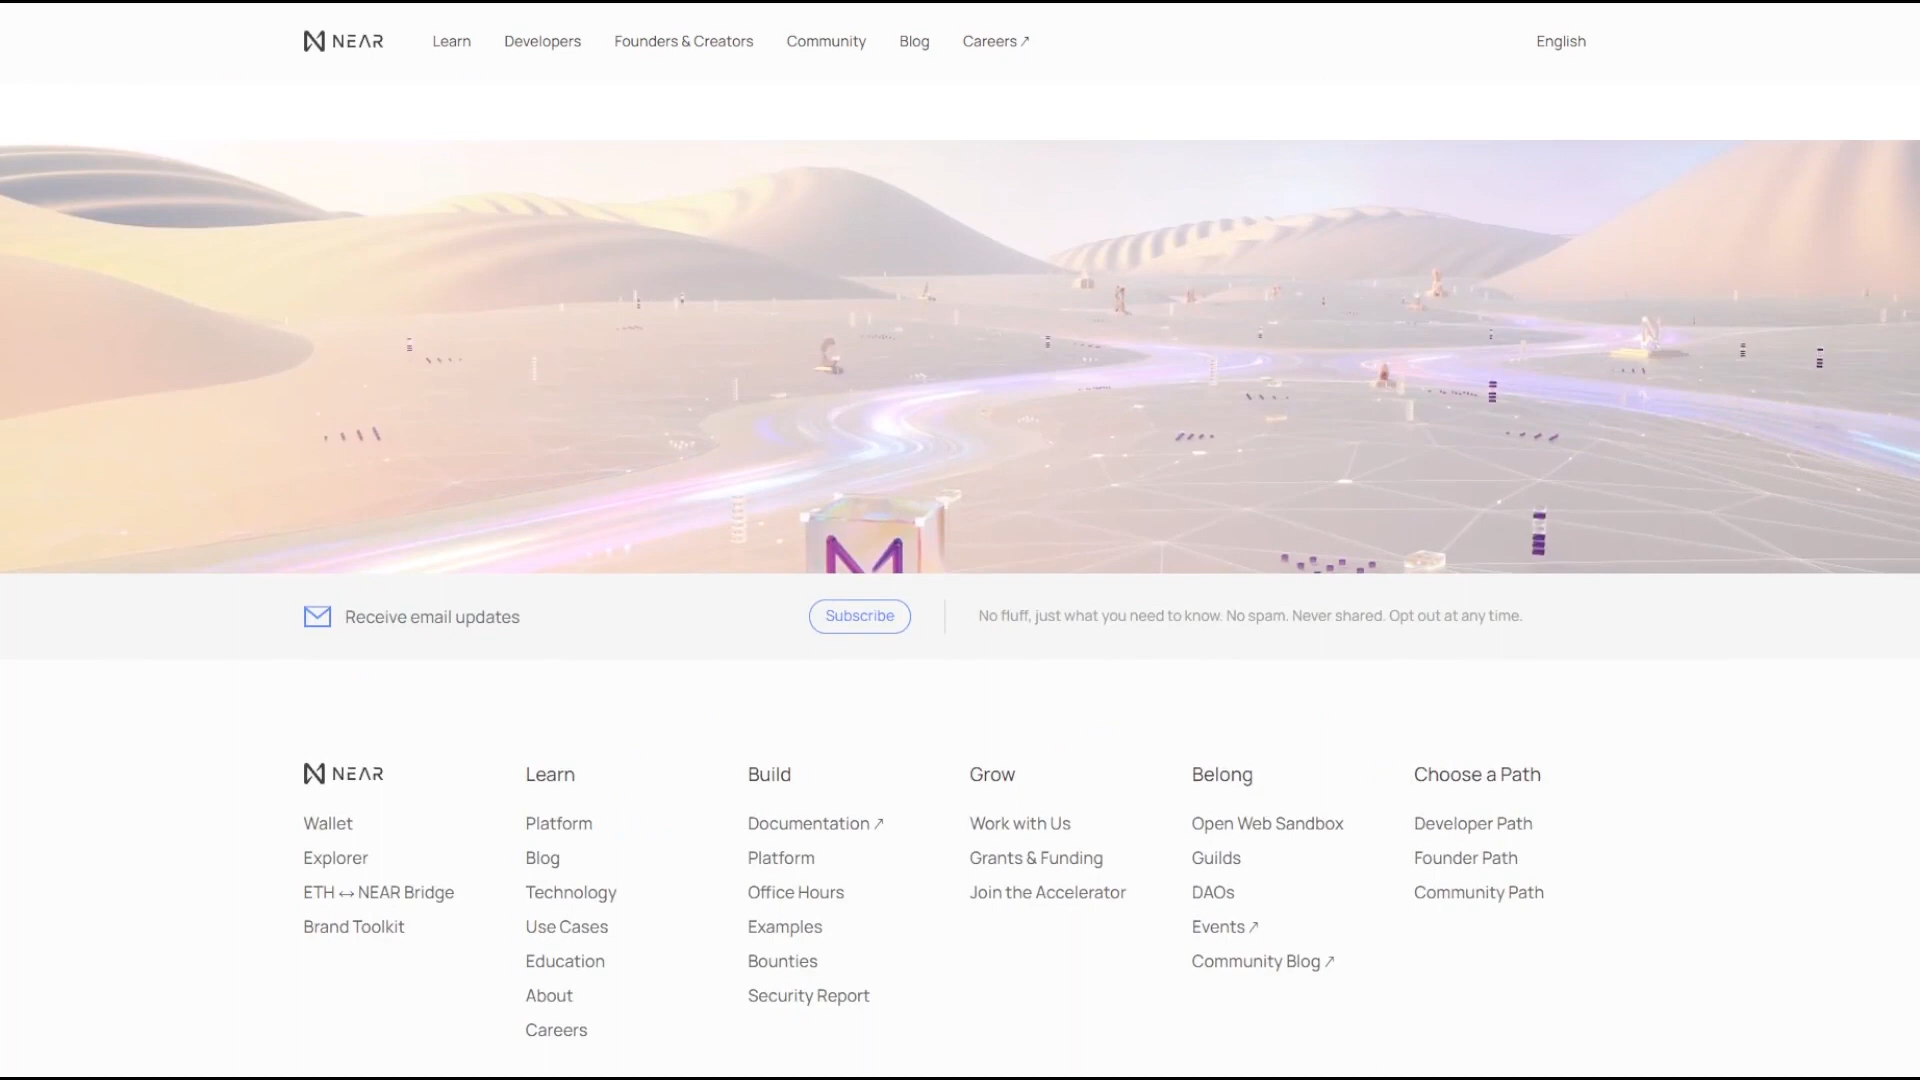 NEAR Learn Developers Founders & Creators Community Blog Careers ↗ English
Receive email updates Subscribe No fluff, just what you need to know. No spam. Never shared. Opt out at any time.
NEAR
Wallet
Explorer
ETH ↔ NEAR Bridge
Brand Toolkit
Learn
Platform
Blog
Technology
Use Cases
Education
About
Careers
Build
Documentation ↗
Platform
Office Hours
Examples
Bounties
Security Report
Grow
Work with Us
Grants & Funding
Join the Accelerator
Belong
Open Web Sandbox
Guilds
DAOs
Events ↗
Community Blog ↗
Choose a Path
Developer Path
Founder Path
Community Path